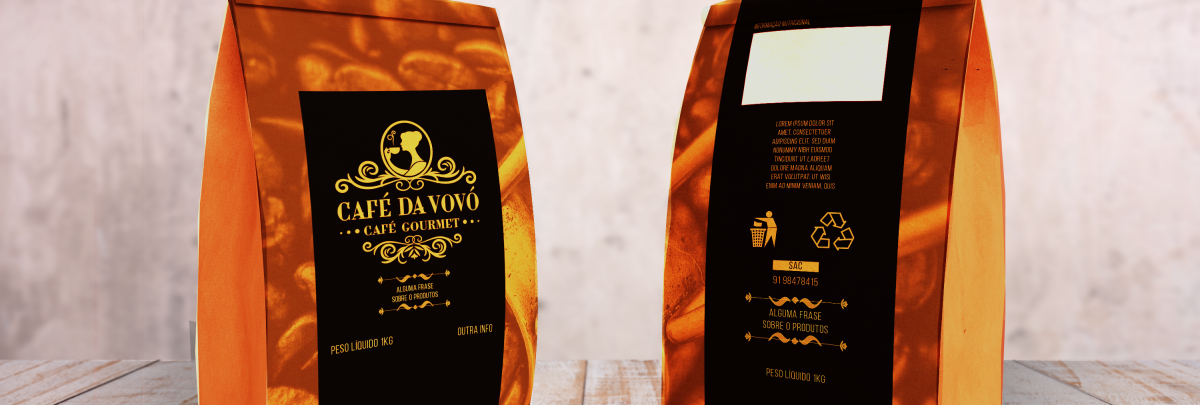 CAFÉ DA VOVÓ
CAFÉ GOURMET
ALGUMA FRASE
SOBRE O PRODUTOS
OUTRA INFO
PESO LÍQUIDO 1KG
INFORMAÇÃO NUTRICIONAL
LOREM IPSUM DOLOR SIT
AMET, CONSECTETUER
ADIPISCING ELIT, SED DIAM
NONUMMY NIBH EUISMOD
TINCIDUNT UT LAOREET
DOLORE MAGNA ALIQUAM
ERAT VOLUTPAT. UT WISI
ENIM AD MINIM VENIAM, QUIS
SAC
91 98478415
ALGUMA FRASE
SOBRE O PRODUTOS
PESO LÍQUIDO 1KG